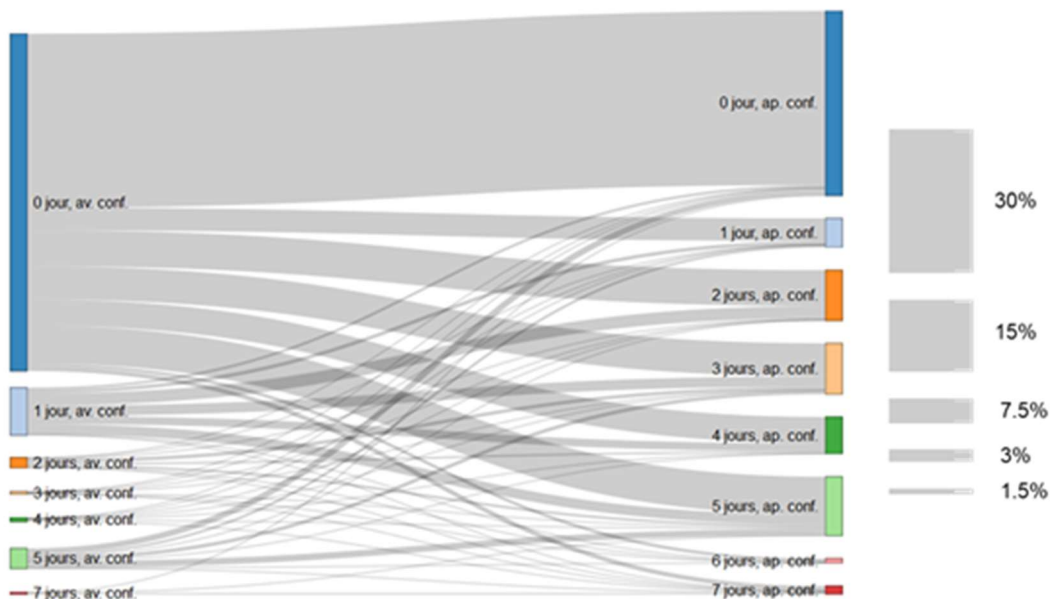 0 jour, av. conf.
1 jour, av. conf.
2 jours, av. conf.
3 jours, av. conf.
4 jours, av. conf.
5 jours, av. conf.
7 jours, av. conf.
0 jour, ap. conf.
1 jour, ap. conf.
2 jours, ap. conf.
3 jours, ap. conf.
4 jours, ap. conf.
5 jours, ap. conf.
6 jours, ap. conf.
7 jours, ap. conf.
30%
15%
7.5%
3%
1.5%